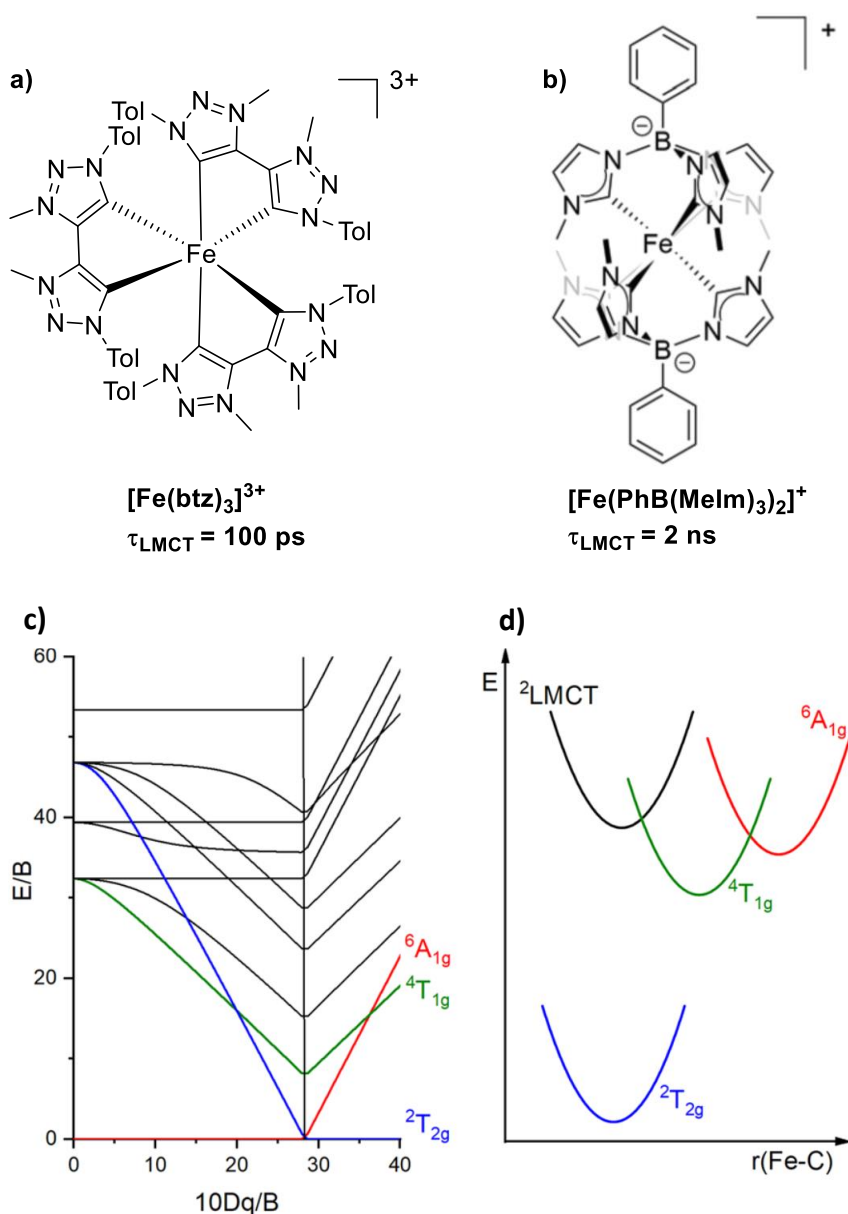 a)
3+
Tol
Tol
N
N
N
N
N
N
N
N
N
N
N
N
Tol
Fe
N
N
N
Tol
N
N
N
Tol
Tol
N
N
N
[Fe(btz)₃]³⁺
τLMCT = 100 ps
b)
+
⊖
B
N
N
N
N
N
N
Fe
N
N
N
N
N
N
B
⊖
[Fe(PhB(MeIm)₃)₂]⁺
τLMCT = 2 ns
c)
60
40
20
0
E/B
⁶A₁g
⁴T₁g
²T₂g
0
10
20
30
40
10Dq/B
d)
E
²LMCT
⁶A₁g
⁴T₁g
²T₂g
r(Fe-C)